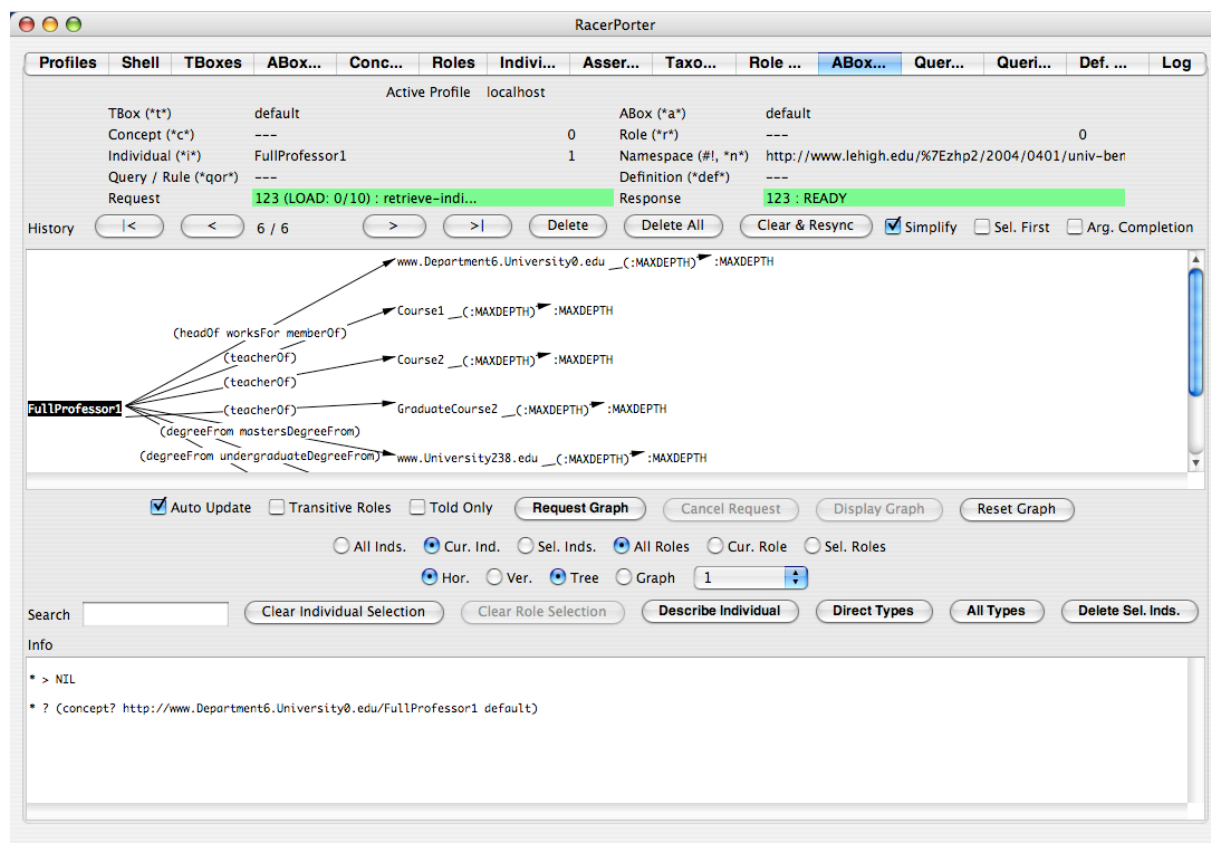 RacerPorter
Profiles Shell TBoxes ABox... Conc... Roles Indivi... Asser... Taxo... Role ... ABox... Quer... Queri... Def. ... Log
Active Profile localhost
TBox (*t*) default ABox (*a*) default
Concept (*c*) --- 0 Role (*r*) --- 0
Individual (*i*) FullProfessor1 1 Namespace (#!, *n*) http://www.lehigh.edu/%7Ezhp2/2004/0401/univ-ben
Query / Rule (*qor*) --- Definition (*def*) ---
Request 123 (LOAD: 0/10) : retrieve-indi... Response 123 : READY
History |< < 6 / 6 > >| Delete Delete All Clear & Resync Simplify Sel. First Arg. Completion
www.Department6.University0.edu __(:MAXDEPTH) :MAXDEPTH
Course1 __(:MAXDEPTH) :MAXDEPTH
(headOf worksFor memberOf)
(teacherOf) Course2 __(:MAXDEPTH) :MAXDEPTH
(teacherOf)
FullProfessor1 (teacherOf) GraduateCourse2 __(:MAXDEPTH) :MAXDEPTH
(degreeFrom mastersDegreeFrom)
(degreeFrom undergraduateDegreeFrom) www.University238.edu __(:MAXDEPTH) :MAXDEPTH
Auto Update Transitive Roles Told Only Request Graph Cancel Request Display Graph Reset Graph
All Inds. Cur. Ind. Sel. Inds. All Roles Cur. Role Sel. Roles
Hor. Ver. Tree Graph 1
Search Clear Individual Selection Clear Role Selection Describe Individual Direct Types All Types Delete Sel. Inds.
Info
* > NIL
* ? (concept? http://www.Department6.University0.edu/FullProfessor1 default)